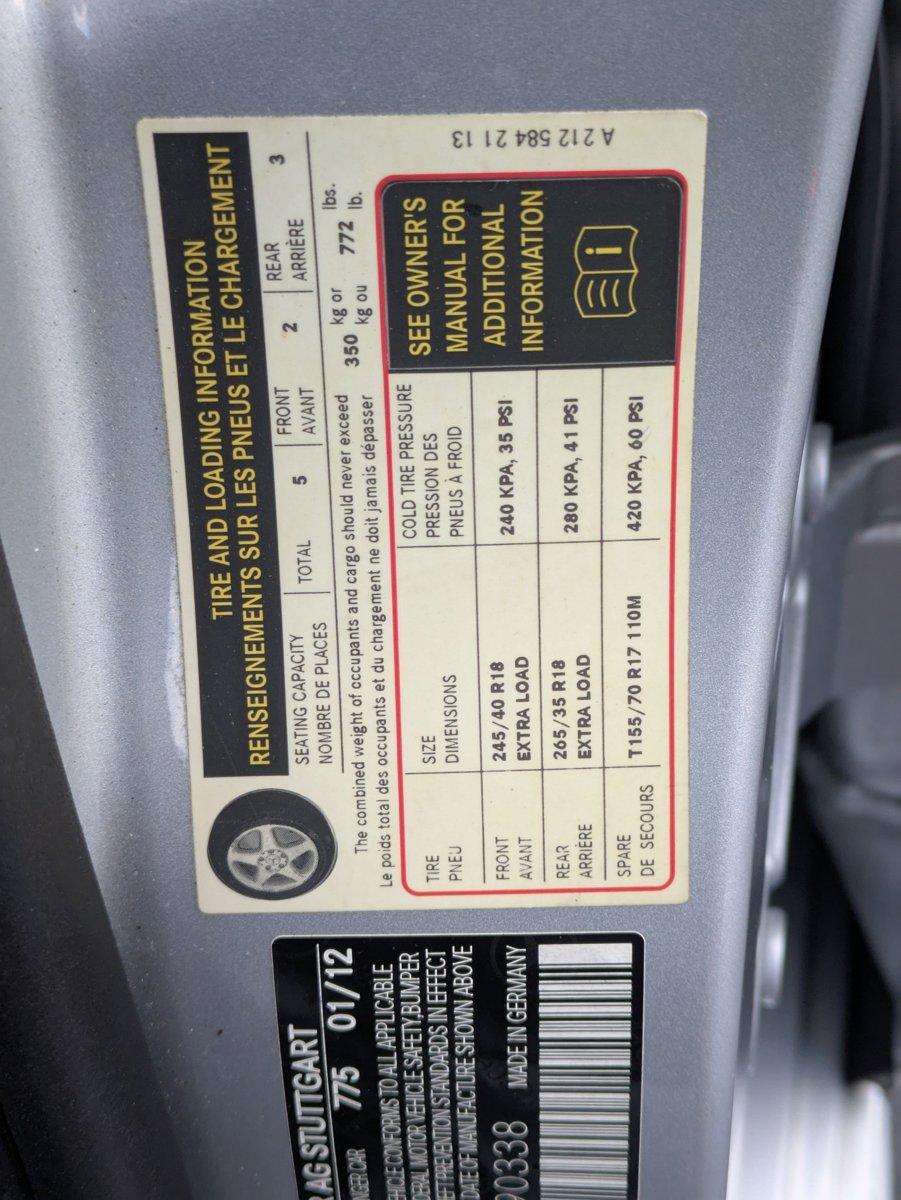 TIRE AND LOADING INFORMATION
RENSEIGNEMENTS SUR LES PNEUS ET LE CHARGEMENT
SEATING CAPACITY
NOMBRE DE PLACES
TOTAL 5
FRONT
AVANT
2
REAR
ARRIÈRE
3
The combined weight of occupants and cargo should never exceed 350 kg or 772 lbs.
Le poids total des occupants et du chargement ne doit jamais dépasser kg ou lb.
TIRE
PNEU
SIZE
DIMENSIONS
COLD TIRE PRESSURE
PRESSION DES
PNEUS À FROID
FRONT
AVANT
245/40 R18
EXTRA LOAD
240 KPA, 35 PSI
REAR
ARRIÈRE
265/35 R18
EXTRA LOAD
280 KPA, 41 PSI
SPARE
DE SECOURS
T155/70 R17 110M
420 KPA, 60 PSI
SEE OWNER'S
MANUAL FOR
ADDITIONAL
INFORMATION
A 212 584 21 13
AG STUTTGART
CAR 775 01/12
CONFORMS TO ALL APPLICABLE
MOTOR VEHICLE SAFETY, BUMPER
PREVENTION STANDARDS IN EFFECT
DATE OF MANUFACTURE SHOWN ABOVE
90338 MADE IN GERMANY